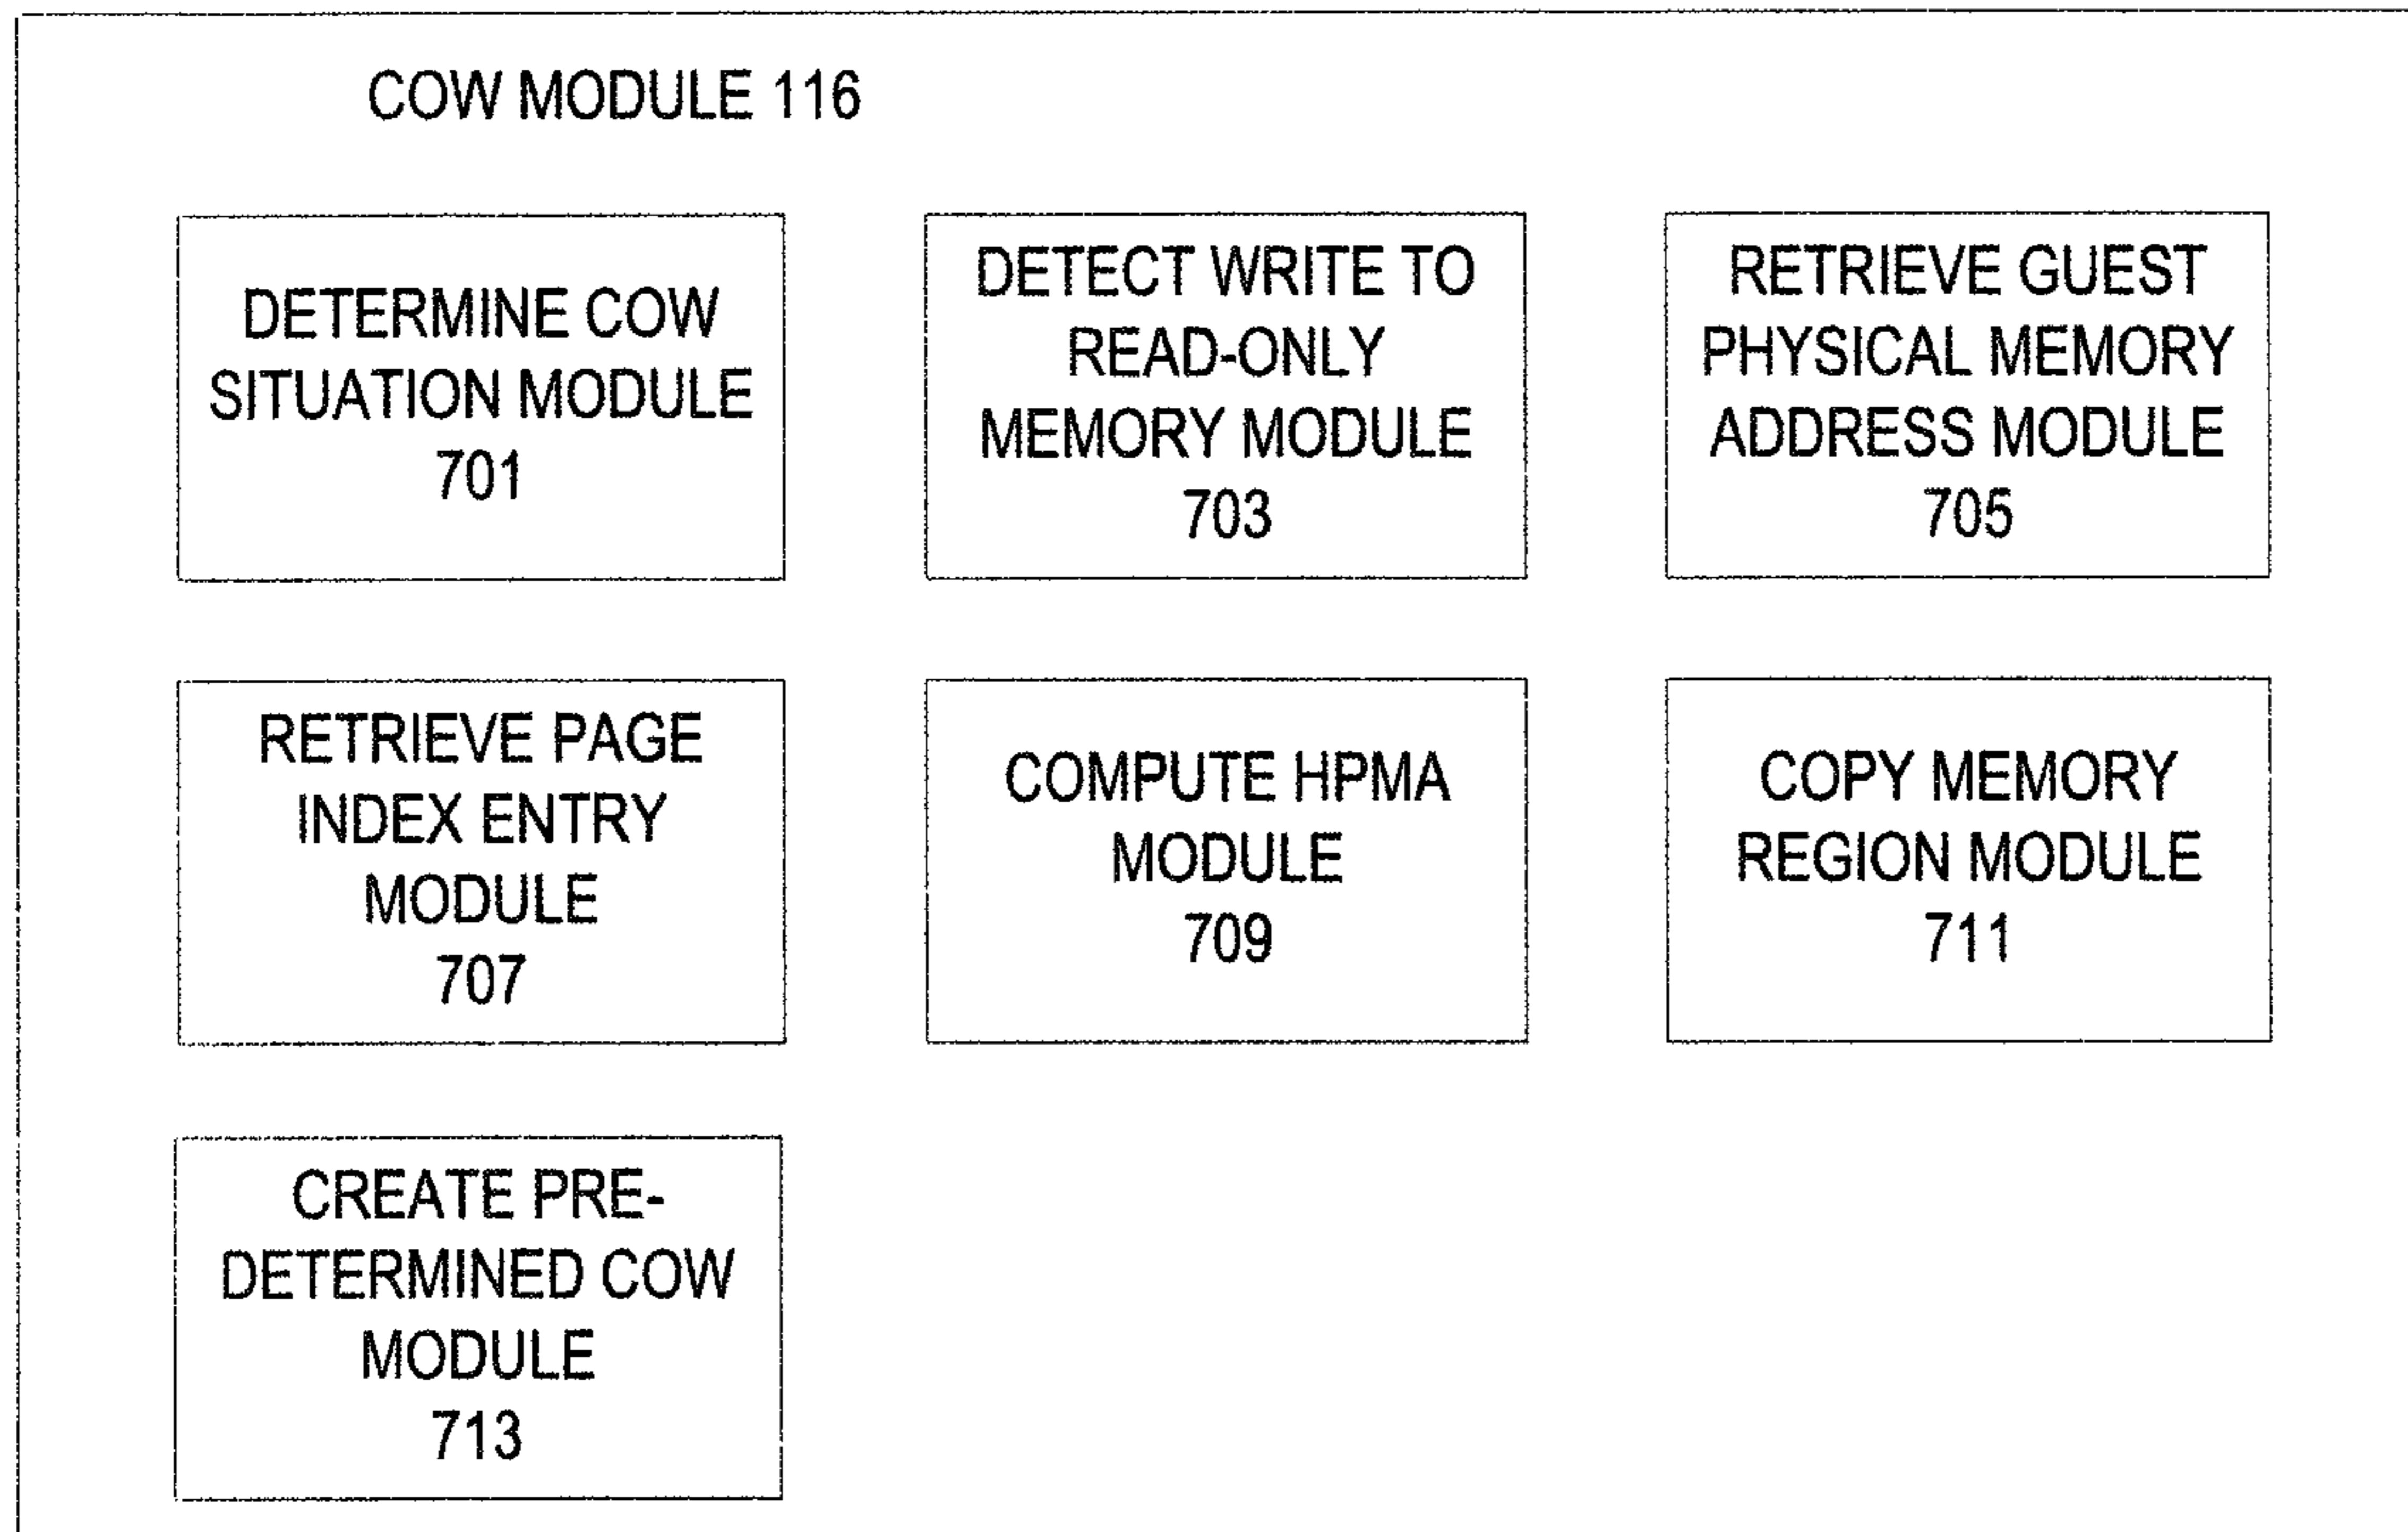 COW MODULE 116
DETERMINE COW
SITUATION MODULE
701
DETECT WRITE TO
READ-ONLY
MEMORY MODULE
703
RETRIEVE GUEST
PHYSICAL MEMORY
ADDRESS MODULE
705
RETRIEVE PAGE
INDEX ENTRY
MODULE
707
COMPUTE HPMA
MODULE
709
COPY MEMORY
REGION MODULE
711
CREATE PRE-
DETERMINED COW
MODULE
713